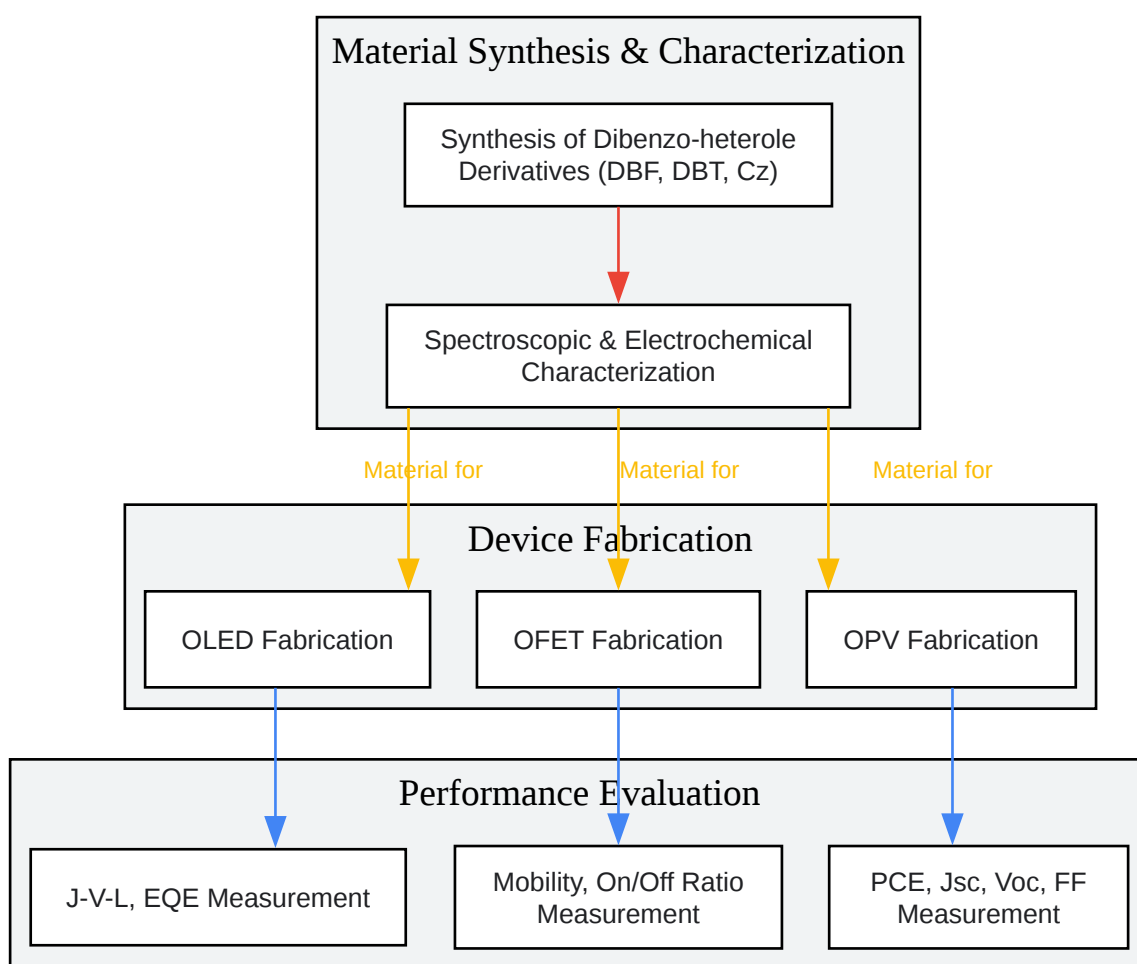 Material Synthesis & Characterization
Synthesis of Dibenzo-heterole
Derivatives (DBF, DBT, Cz)
Spectroscopic & Electrochemical
Characterization
Material for
Material for
Material for
Device Fabrication
OLED Fabrication
OFET Fabrication
OPV Fabrication
Performance Evaluation
J-V-L, EQE Measurement
Mobility, On/Off Ratio
Measurement
PCE, Jsc, Voc, FF
Measurement